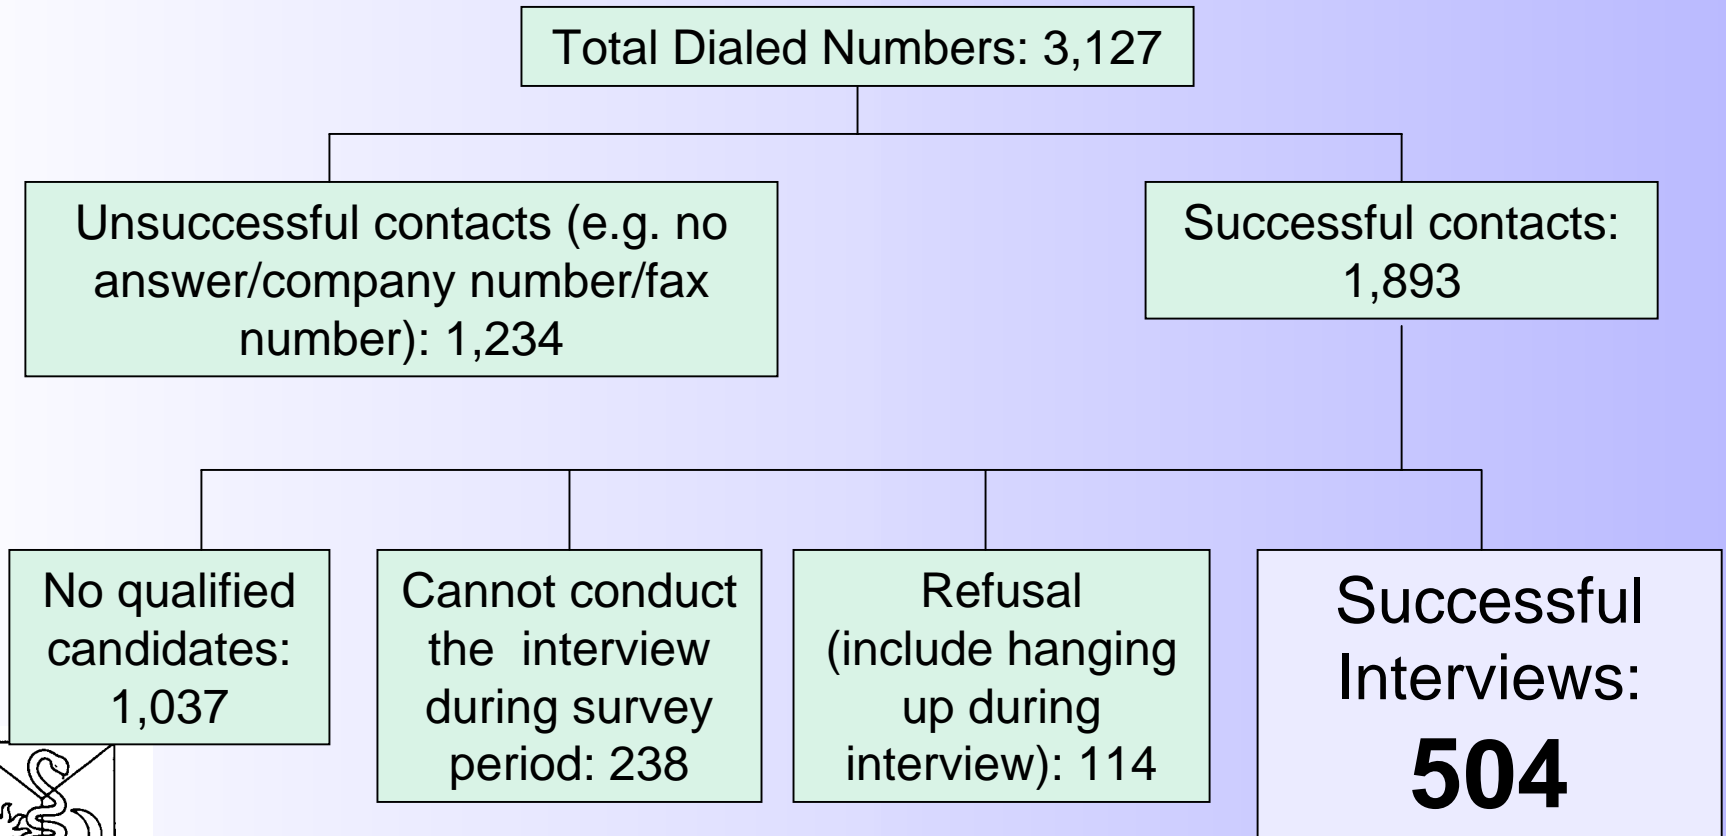 Total Dialed Numbers: 3,127
Unsuccessful contacts (e.g. no
answer/company number/fax
number): 1,234
Successful contacts:
1,893
No qualified
candidates:
1,037
Cannot conduct
the interview
during survey
period: 238
Refusal
(include hanging
up during
interview): 114
Successful
Interviews:
504